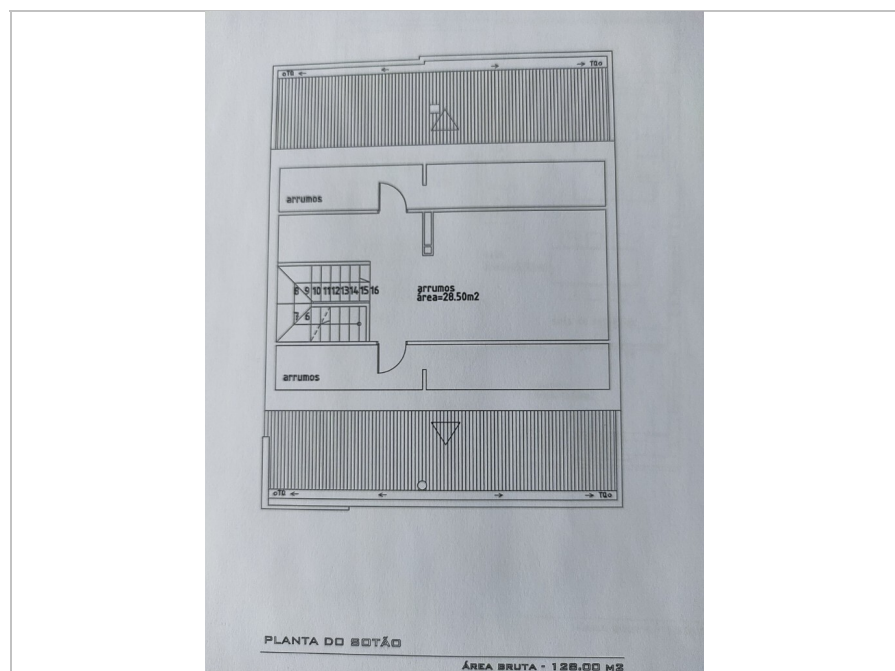 TQ
TQ
arrumos
arrumos
área=28.50m2
8 9 10 11 12 13 14 15 16
7 6
arrumos
TQ
TQ
PLANTA DO SOTÃO
ÁREA BRUTA - 128.00 M2